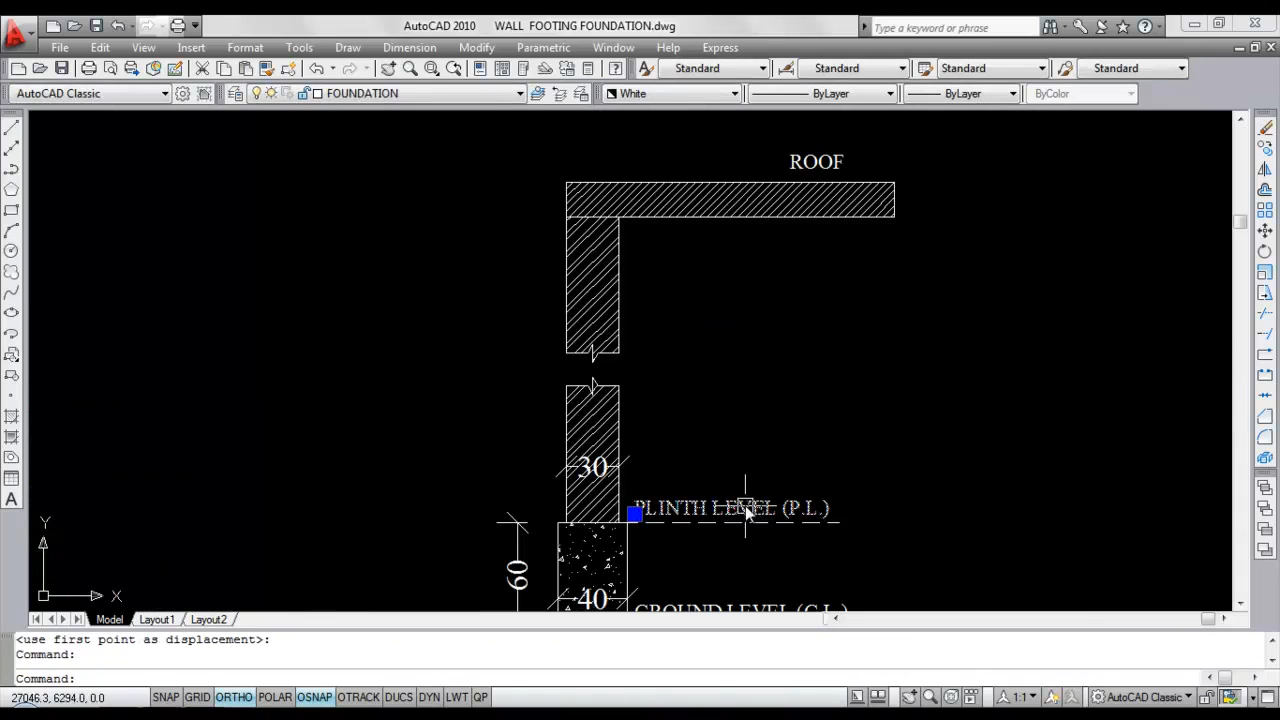 AutoCAD 2010 WALL FOOTING FOUNDATION.dwg
Type a keyword or phrase
File Edit View Insert Format Tools Draw Dimension Modify Parametric Window Help Express
Standard Standard Standard Standard
AutoCAD Classic FOUNDATION White ByLayer ByLayer ByColor
ROOF
30
PLINTH LEVEL (P.L.)
60
40
GROUND LEVEL (G.L.)
Y
X
Model Layout1 Layout2
<use first point as displacement>:
Command:
Command:
27046.3, 6294.0, 0.0 SNAP GRID ORTHO POLAR OSNAP OTRACK DUCS DYN LWT QP 1:1 AutoCAD Classic